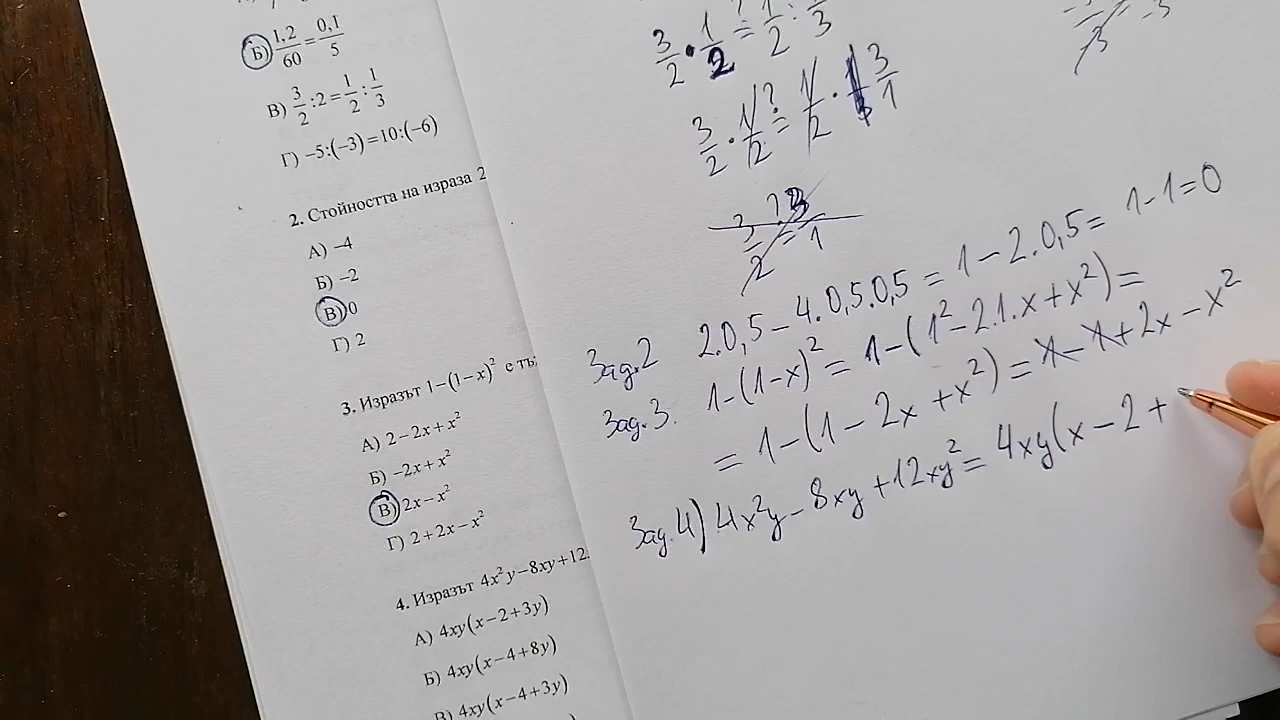 Б) 1,2/60 = 0,1/5
В) 3/2 : 2 = 1/2 : 1/3
Г) −5:(−3)=10:(−6)
2. Стойността на израза 2
А) −4
Б) −2
В) 0
Г) 2
3. Изразът 1−(1−x)² е тъ
А) 2−2x+x²
Б) −2x+x²
В) 2x−x²
Г) 2+2x−x²
4. Изразът 4x²y−8xy+12
А) 4xy(x−2+3y)
Б) 4xy(x−4+8y)
В) 4xy(x−4+3y)
3/2 · 1/2 ?= 1/2 : 1/3
3/2 · 1/2 ?= 1/2 · 3/1
Зад.2 2.0,5−4.0,5.0,5 = 1−2.0,5 = 1−1=0
Зад.3. 1−(1−x)² = 1−(1²−2.1.x+x²) =
= 1−(1−2x+x²) = 1−1+2x−x²
Зад.4) 4x²y−8xy+12xy² = 4xy(x−2+